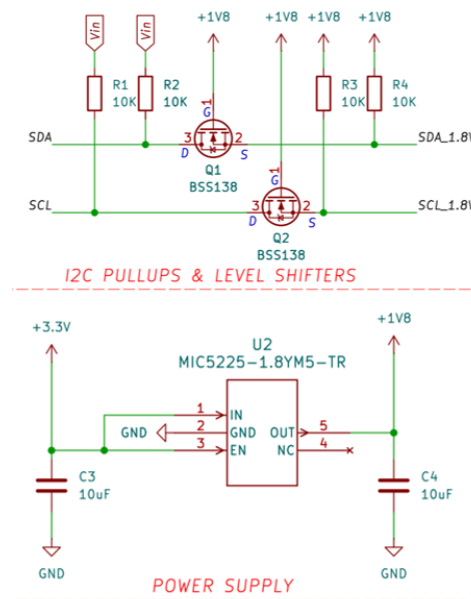 +1V8 +1V8 +1V8 +1V8
Vin Vin
R1 R2 R3 R4
10K 10K 10K 10K
1
G
SDA 3 2 SDA_1.8V
D S
Q1 1
BSS138 G
SCL 3 2 SCL_1.8V
D S
Q2
BSS138
I2C PULLUPS & LEVEL SHIFTERS
+3.3V +1V8
U2
MIC5225-1.8YM5-TR
1 IN
GND 2 GND OUT 5
3 EN NC 4
C3 C4
10uF 10uF
GND GND
POWER SUPPLY